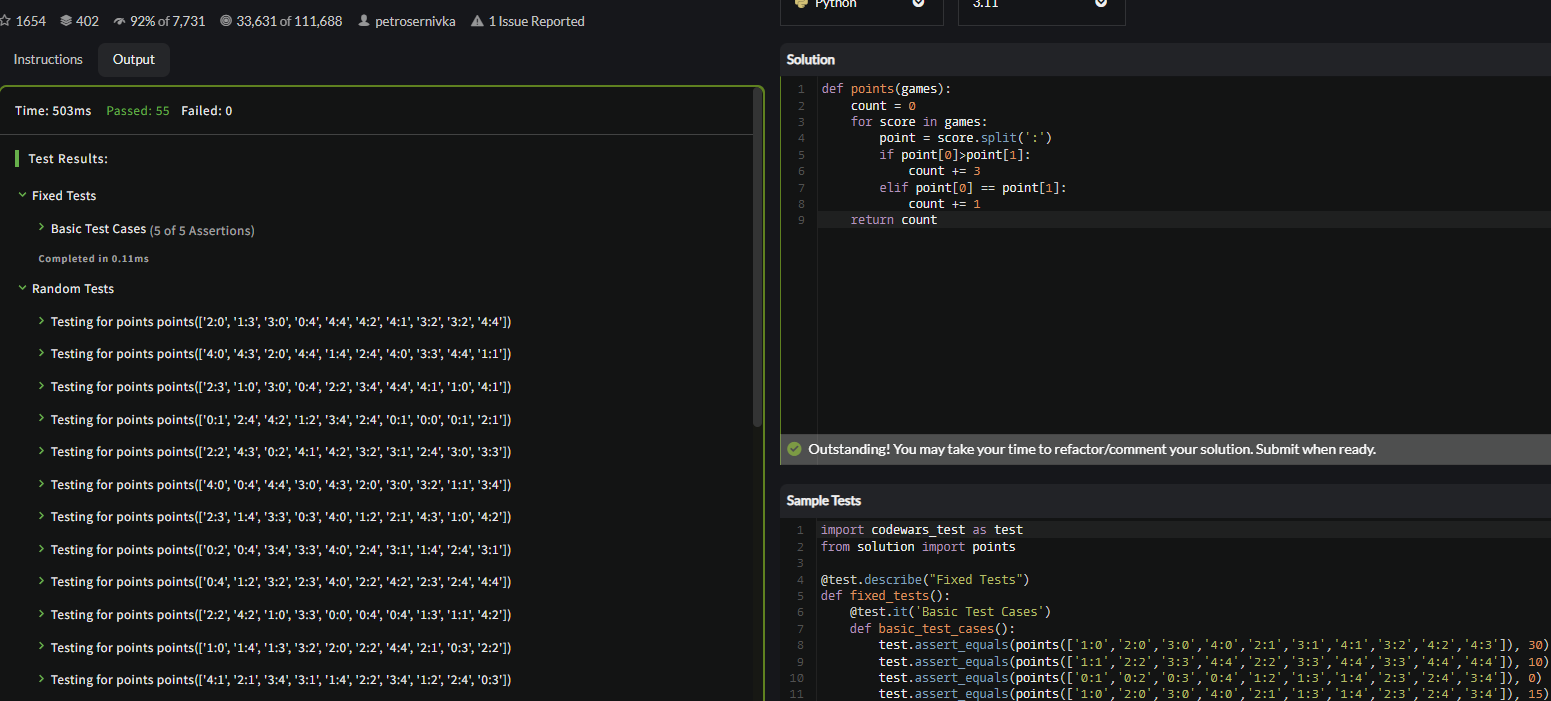 1654 402 92% of 7,731 33,631 of 111,688 petrosernivka 1 Issue Reported
Instructions Output
Time: 503ms Passed: 55 Failed: 0
Test Results:
Fixed Tests
Basic Test Cases (5 of 5 Assertions)
Completed in 0.11ms
Random Tests
Testing for points points(['2:0', '1:3', '3:0', '0:4', '4:4', '4:2', '4:1', '3:2', '3:2', '4:4'])
Testing for points points(['4:0', '4:3', '2:0', '4:4', '1:4', '2:4', '4:0', '3:3', '4:4', '1:1'])
Testing for points points(['2:3', '1:0', '3:0', '0:4', '2:2', '3:4', '4:4', '4:1', '1:0', '4:1'])
Testing for points points(['0:1', '2:4', '4:2', '1:2', '3:4', '2:4', '0:1', '0:0', '0:1', '2:1'])
Testing for points points(['2:2', '4:3', '0:2', '4:1', '4:2', '3:2', '3:1', '2:4', '3:0', '3:3'])
Testing for points points(['4:0', '0:4', '4:4', '3:0', '4:3', '2:0', '3:0', '3:2', '1:1', '3:4'])
Testing for points points(['2:3', '1:4', '3:3', '0:3', '4:0', '1:2', '2:1', '4:3', '1:0', '4:2'])
Testing for points points(['0:2', '0:4', '3:4', '3:3', '4:0', '2:4', '3:1', '1:4', '2:4', '3:1'])
Testing for points points(['0:4', '1:2', '3:2', '2:3', '4:0', '2:2', '4:2', '2:3', '2:4', '4:4'])
Testing for points points(['2:2', '4:2', '1:0', '3:3', '0:0', '0:4', '0:4', '1:3', '1:1', '4:2'])
Testing for points points(['1:0', '1:4', '1:3', '3:2', '2:0', '2:2', '4:4', '2:1', '0:3', '2:2'])
Testing for points points(['4:1', '2:1', '3:4', '3:1', '1:4', '2:2', '3:4', '1:2', '2:4', '0:3'])
Python 3.11
Solution
1 def points(games):
2 count = 0
3 for score in games:
4 point = score.split(':')
5 if point[0]>point[1]:
6 count += 3
7 elif point[0] == point[1]:
8 count += 1
9 return count
Outstanding! You may take your time to refactor/comment your solution. Submit when ready.
Sample Tests
1 import codewars_test as test
2 from solution import points
3
4 @test.describe("Fixed Tests")
5 def fixed_tests():
6 @test.it('Basic Test Cases')
7 def basic_test_cases():
8 test.assert_equals(points(['1:0','2:0','3:0','4:0','2:1','3:1','4:1','3:2','4:2','4:3']), 30)
9 test.assert_equals(points(['1:1','2:2','3:3','4:4','2:2','3:3','4:4','3:3','4:4','4:4']), 10)
10 test.assert_equals(points(['0:1','0:2','0:3','0:4','1:2','1:3','1:4','2:3','2:4','3:4']), 0)
11 test.assert_equals(points(['1:0','2:0','3:0','4:0','2:1','1:3','1:4','2:3','2:4','3:4']), 15)